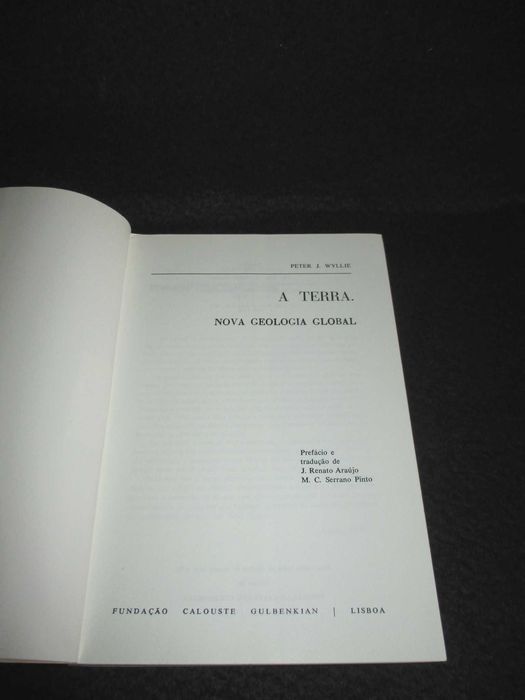 PETER J. WYLLIE
A TERRA.
NOVA GEOLOGIA GLOBAL
Prefácio e
tradução de
J. Renato Araújo
M. C. Serrano Pinto
FUNDAÇÃO CALOUSTE GULBENKIAN | LISBOA